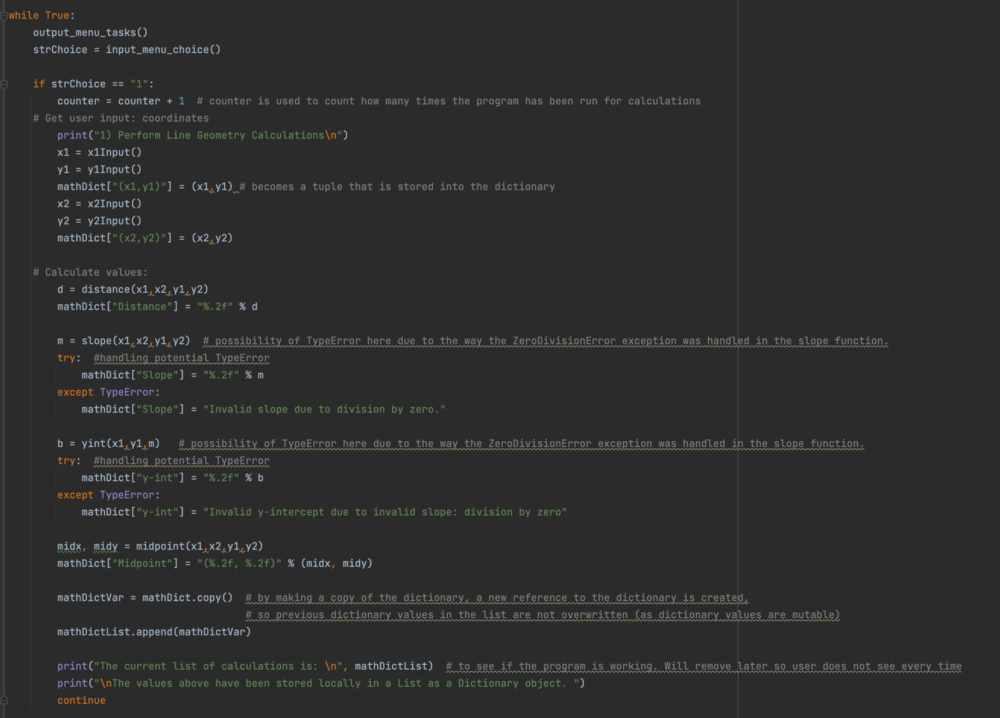 while True:
    output_menu_tasks()
    strChoice = input_menu_choice()

    if strChoice == "1":
        counter = counter + 1  # counter is used to count how many times the program has been run for calculations
    # Get user input: coordinates
        print("1) Perform Line Geometry Calculations\n")
        x1 = x1Input()
        y1 = y1Input()
        mathDict["(x1,y1)"] = (x1,y1) # becomes a tuple that is stored into the dictionary
        x2 = x2Input()
        y2 = y2Input()
        mathDict["(x2,y2)"] = (x2,y2)

    # Calculate values:
        d = distance(x1,x2,y1,y2)
        mathDict["Distance"] = "%.2f" % d

        m = slope(x1,x2,y1,y2)  # possibility of TypeError here due to the way the ZeroDivisionError exception was handled in the slope function.
        try:  #handling potential TypeError
            mathDict["Slope"] = "%.2f" % m
        except TypeError:
            mathDict["Slope"] = "Invalid slope due to division by zero."

        b = yint(x1,y1,m)   # possibility of TypeError here due to the way the ZeroDivisionError exception was handled in the slope function.
        try:  #handling potential TypeError
            mathDict["y-int"] = "%.2f" % b
        except TypeError:
            mathDict["y-int"] = "Invalid y-intercept due to invalid slope: division by zero"

        midx, midy = midpoint(x1,x2,y1,y2)
        mathDict["Midpoint"] = "(%.2f, %.2f)" % (midx, midy)

        mathDictVar = mathDict.copy()  # by making a copy of the dictionary, a new reference to the dictionary is created,
                                       # so previous dictionary values in the list are not overwritten (as dictionary values are mutable)
        mathDictList.append(mathDictVar)

        print("The current list of calculations is: \n", mathDictList)  # to see if the program is working. Will remove later so user does not see every time
        print("\nThe values above have been stored locally in a List as a Dictionary object. ")
        continue